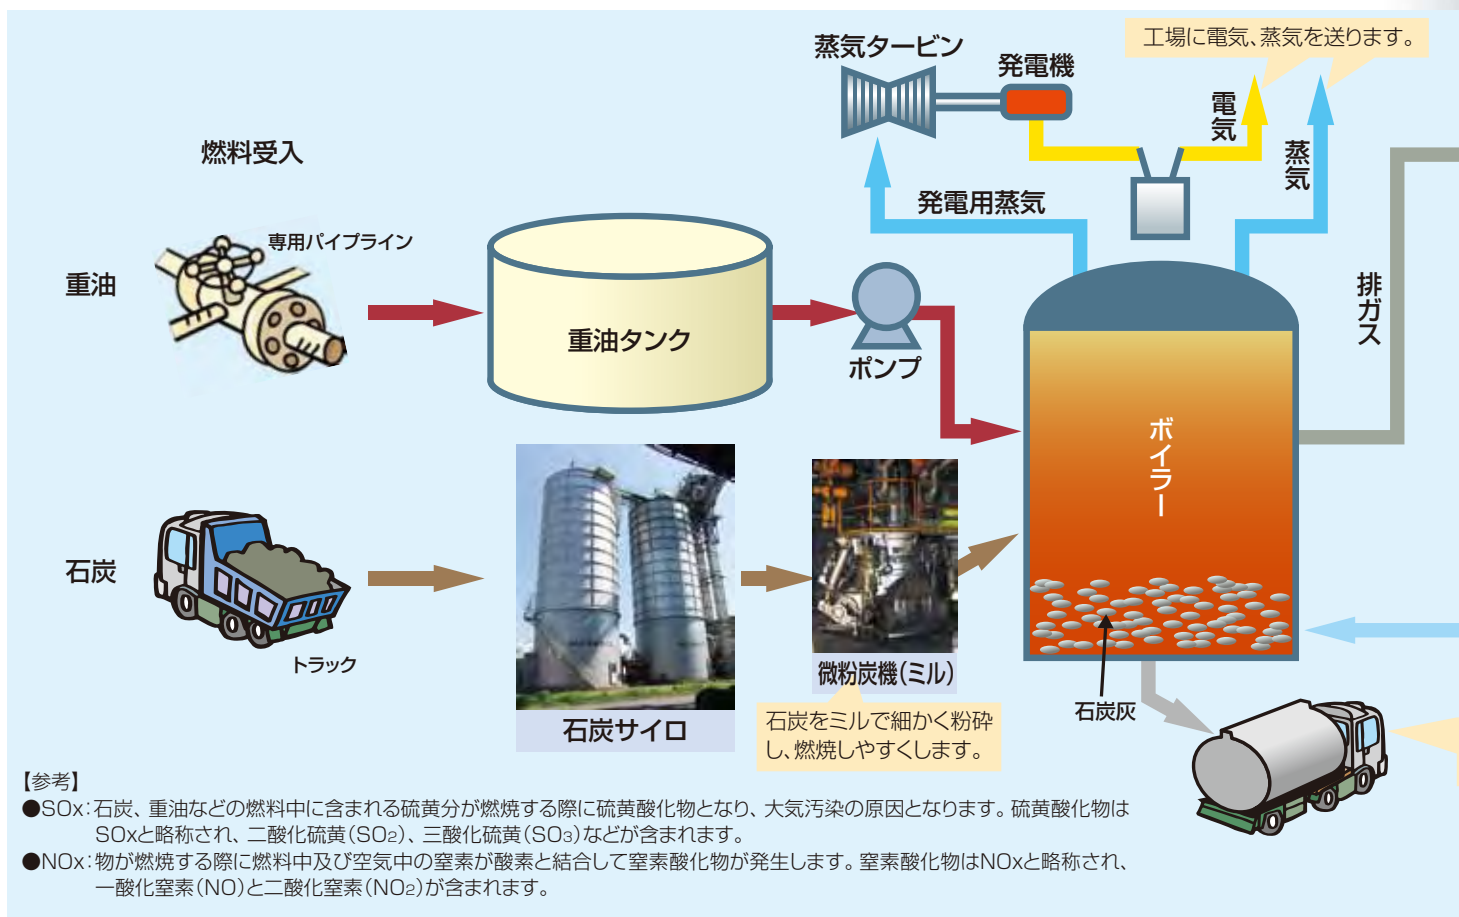 工場に電気、蒸気を送ります。
蒸気タービン
発電機
電気
蒸気
燃料受入
発電用蒸気
専用パイプライン
重油
重油タンク
ポンプ
排ガス
ボイラー
石炭
トラック
石炭サイロ
微粉炭機(ミル)
石炭をミルで細かく粉砕
し、燃焼しやすくします。
石炭灰
【参考】
●SOx:石炭、重油などの燃料中に含まれる硫黄分が燃焼する際に硫黄酸化物となり、大気汚染の原因となります。硫黄酸化物は
SOxと略称され、二酸化硫黄(SO₂)、三酸化硫黄(SO₃)などが含まれます。
●NOx:物が燃焼する際に燃料中及び空気中の窒素が酸素と結合して窒素酸化物が発生します。窒素酸化物はNOxと略称され、
一酸化窒素(NO)と二酸化窒素(NO₂)が含まれます。